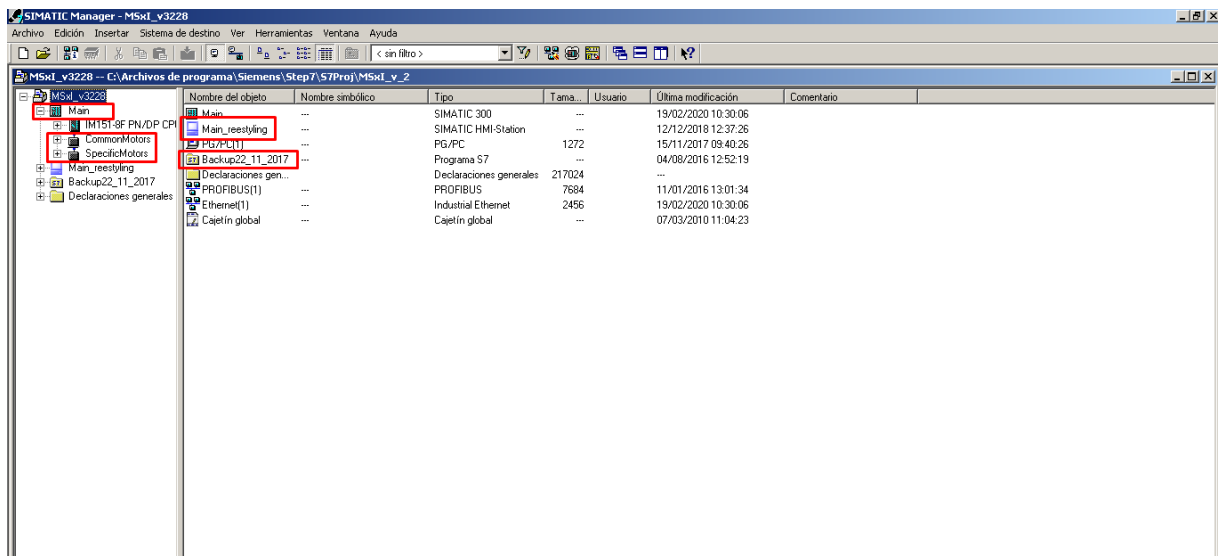 SIMATIC Manager - MSxI_v3228
Archivo Edición Insertar Sistema de destino Ver Herramientas Ventana Ayuda
< sin filtro >
MSxI_v3228 -- C:\Archivos de programa\Siemens\Step7\S7Proj\MSxI_v_2
MSxI_v3228
Main
IM151-8F PN/DP CPU
CommonMotors
SpecificMotors
Main_reestyling
Backup22_11_2017
Declaraciones generales
Nombre del objeto Nombre simbólico Tipo Tama... Usuario Última modificación Comentario
Main --- SIMATIC 300 --- 19/02/2020 10:30:06
Main_reestyling --- SIMATIC HMI-Station --- 12/12/2018 12:37:26
PG/PC(1) --- PG/PC 1272 15/11/2017 09:40:26
Backup22_11_2017 --- Programa S7 --- 04/08/2016 12:52:19
Declaraciones gen... Declaraciones generales 217024 ---
PROFIBUS(1) --- PROFIBUS 7684 11/01/2016 13:01:34
Ethernet(1) --- Industrial Ethernet 2456 19/02/2020 10:30:06
Cajetín global --- Cajetín global --- 07/03/2010 11:04:23